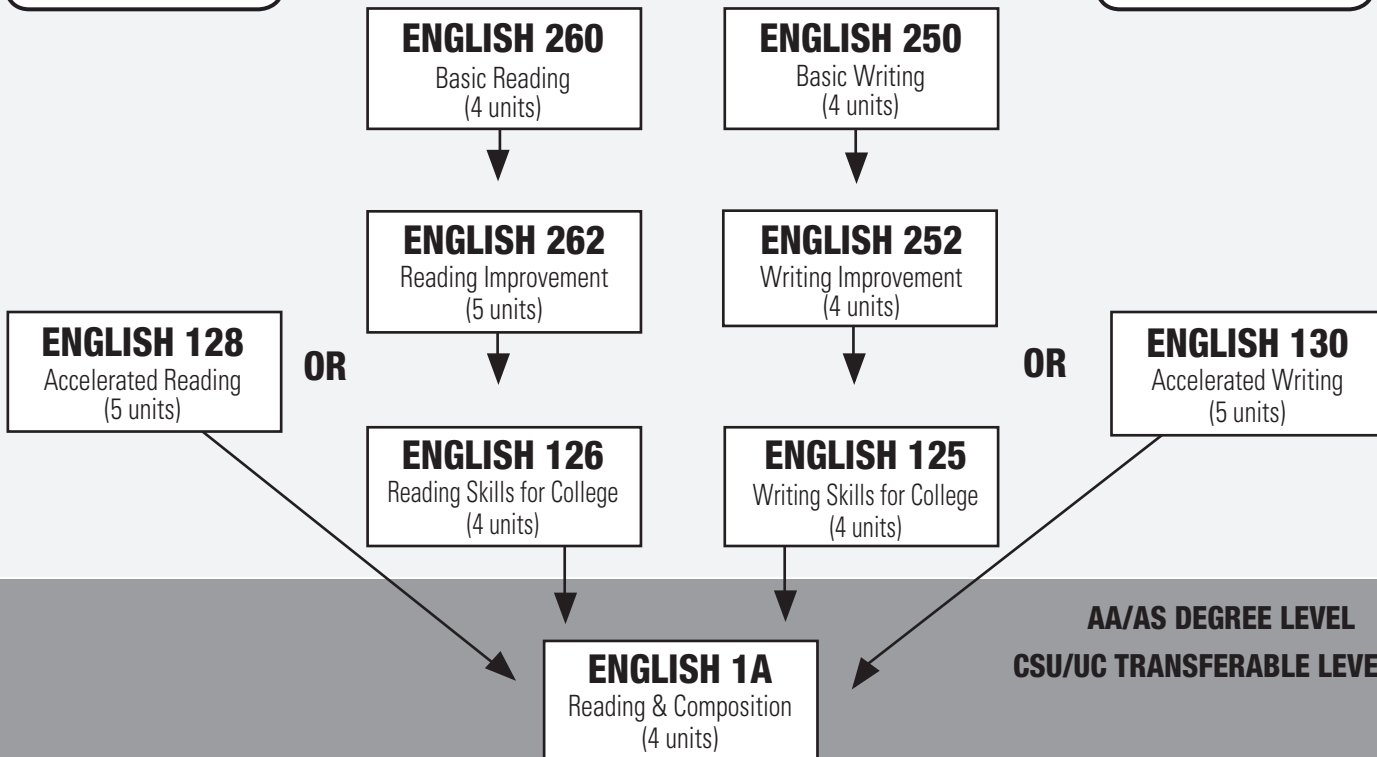 ENGLISH 260
Basic Reading
(4 units)
ENGLISH 250
Basic Writing
(4 units)
ENGLISH 262
Reading Improvement
(5 units)
ENGLISH 252
Writing Improvement
(4 units)
ENGLISH 128
Accelerated Reading
(5 units)
OR
OR
ENGLISH 130
Accelerated Writing
(5 units)
ENGLISH 126
Reading Skills for College
(4 units)
ENGLISH 125
Writing Skills for College
(4 units)
AA/AS DEGREE LEVEL
CSU/UC TRANSFERABLE LEVE
ENGLISH 1A
Reading & Composition
(4 units)